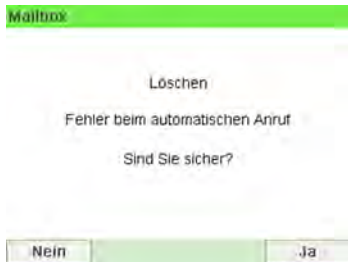 Mailbox
Löschen
Fehler beim automatischen Anruf
Sind Sie sicher?
Nein Ja